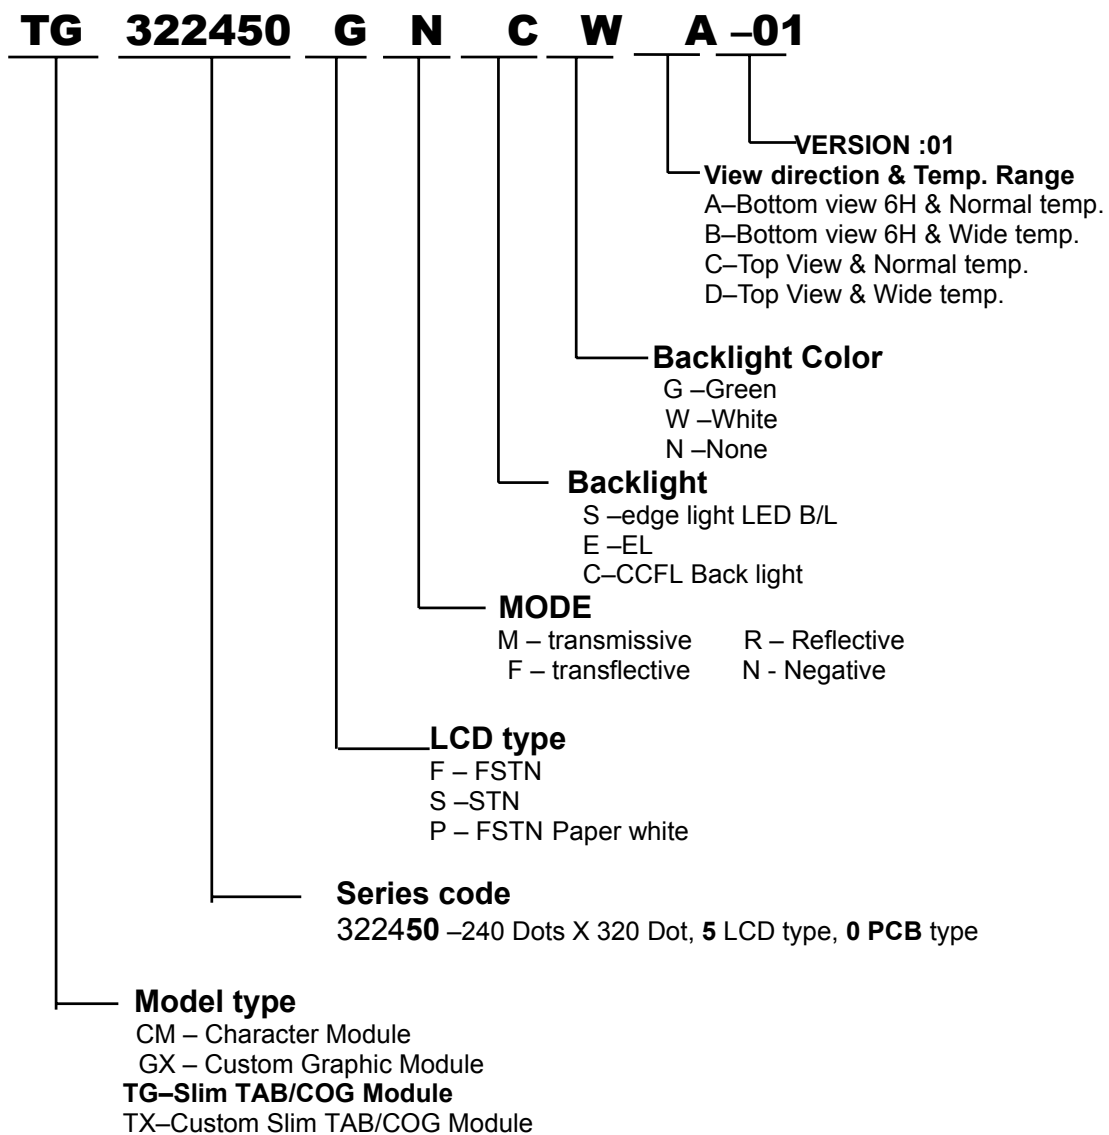 TG 322450 G N C W A –01
VERSION :01
View direction & Temp. Range
A–Bottom view 6H & Normal temp.
B–Bottom view 6H & Wide temp.
C–Top View & Normal temp.
D–Top View & Wide temp.
Backlight Color
G –Green
W –White
N –None
Backlight
S –edge light LED B/L
E –EL
C–CCFL Back light
MODE
M – transmissive R – Reflective
F – transflective N - Negative
LCD type
F – FSTN
S –STN
P – FSTN Paper white
Series code
322450 –240 Dots X 320 Dot, 5 LCD type, 0 PCB type
Model type
CM – Character Module
GX – Custom Graphic Module
TG–Slim TAB/COG Module
TX–Custom Slim TAB/COG Module